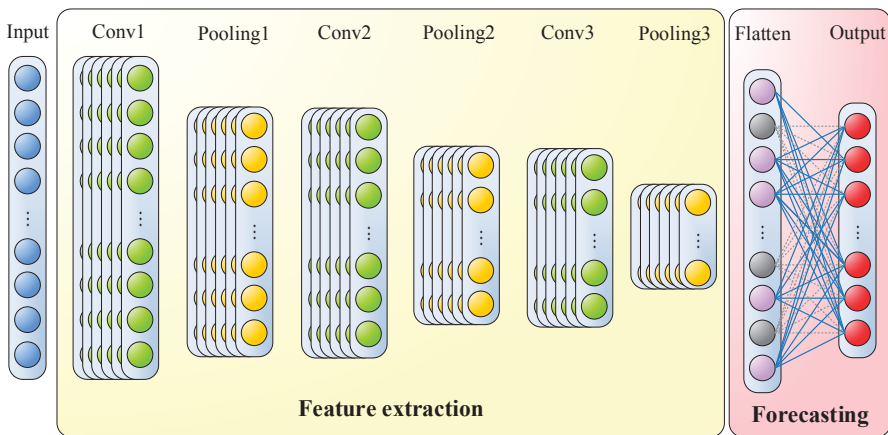 Input
Conv1
Pooling1
Conv2
Pooling2
Conv3
Pooling3
Flatten
Output
Feature extraction
Forecasting